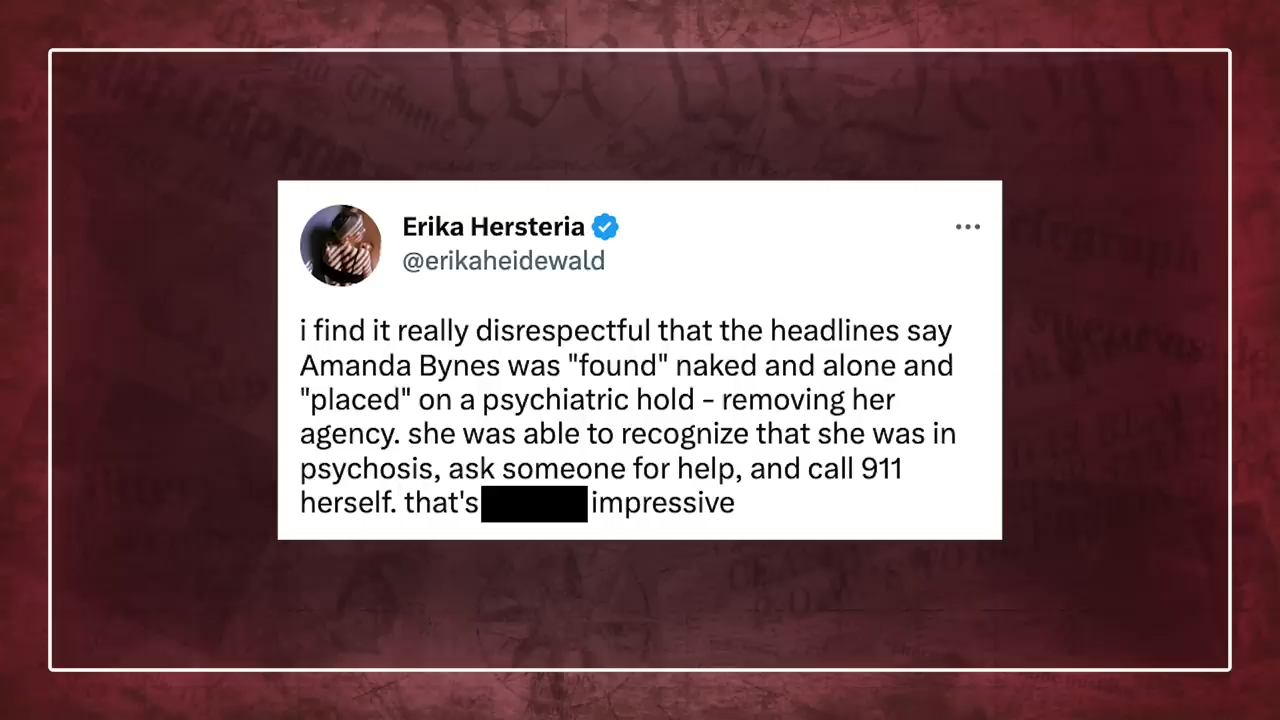 Erika Hersteria
@erikaheidewald
i find it really disrespectful that the headlines say
Amanda Bynes was "found" naked and alone and
"placed" on a psychiatric hold - removing her
agency. she was able to recognize that she was in
psychosis, ask someone for help, and call 911
herself. that's impressive